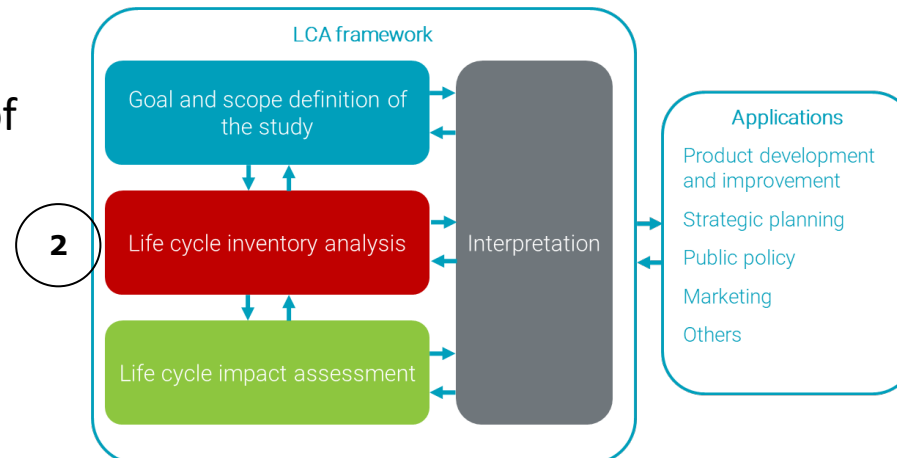 LCA framework
of
Goal and scope definition of
the study
2
Life cycle inventory analysis
Life cycle impact assessment
Interpretation
Applications
Product development
and improvement
Strategic planning
Public policy
Marketing
Others